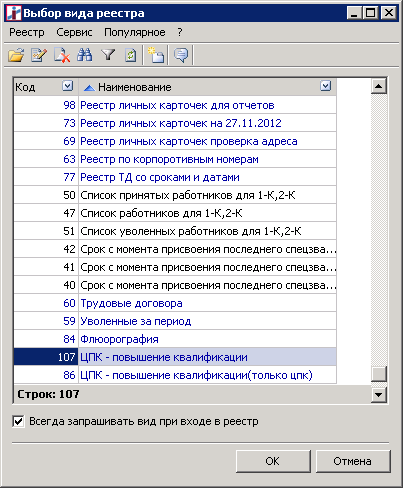 Выбор вида реестра
Реестр Сервис Популярное ?
Код Наименование
98 Реестр личных карточек для отчетов
73 Реестр личных карточек на 27.11.2012
69 Реестр личных карточек проверка адреса
63 Реестр по корпоротивным номерам
77 Реестр ТД со сроками и датами
50 Список принятых работников для 1-К,2-К
47 Список работников для 1-К,2-К
51 Список уволенных работников для 1-К,2-К
42 Срок с момента присвоения последнего спецзва...
41 Срок с момента присвоения последнего спецзва...
40 Срок с момента присвоения последнего спецзва...
60 Трудовые договора
59 Уволенные за период
84 Флюорография
107 ЦПК - повышение квалификации
86 ЦПК - повышение квалификации(только цпк)
Строк: 107
Всегда запрашивать вид при входе в реестр
ОК Отмена